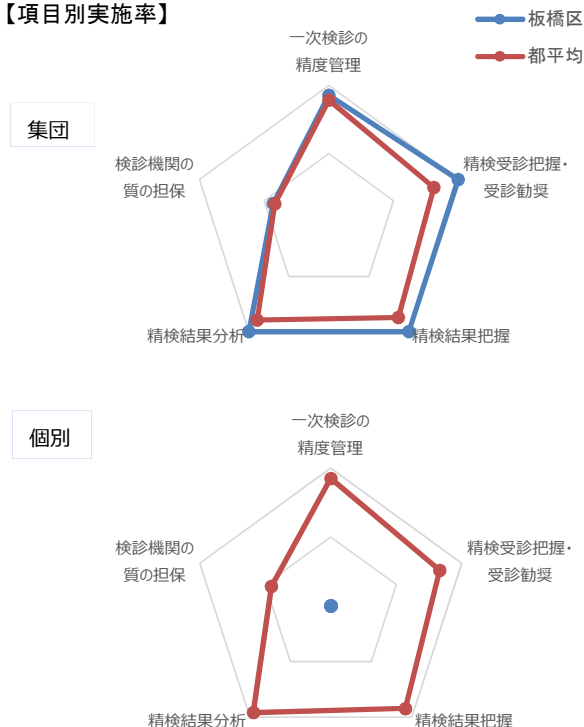 【項目別実施率】
板橋区
都平均
集団
一次検診の
精度管理
精検受診把握・
受診勧奨
精検結果把握
精検結果分析
検診機関の
質の担保
個別
一次検診の
精度管理
精検受診把握・
受診勧奨
精検結果把握
精検結果分析
検診機関の
質の担保